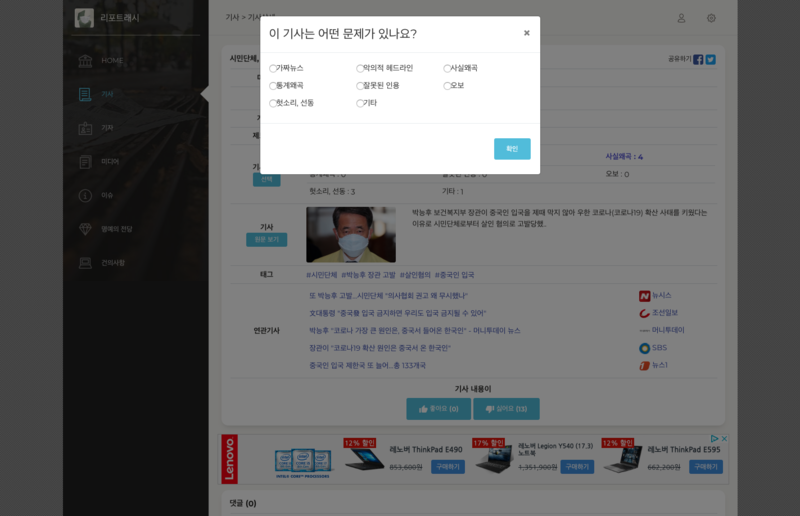 리포트래시
기사 > 기사
이 기사는 어떤 문제가 있나요?
×
가짜뉴스 악의적 헤드라인 사실왜곡
통계왜곡 잘못된 인용 오보
헛소리, 선동 기타
확인
HOME
기사
기자
미디어
이슈
명예의 전당
건의사항
시민단체,
공유하기
사실왜곡 : 4
선택
오보 : 0
헛소리, 선동 : 3 기타 : 1
기사
원문 보기
박능후 보건복지부 장관이 중국인 입국을 제때 막지 않아 우한 코로나(코로나19) 확산 사태를 키웠다는
이유로 시민단체로부터 살인 혐의로 고발당했..
태그 #시민단체 #박능후 장관 고발 #살인혐의 #중국인 입국
연관기사
또 박능후 고발...시민단체 "의사협회 권고 왜 무시했나" 뉴시스
文대통령 "중국發 입국 금지하면 우리도 입국 금지될 수 있어" 조선일보
박능후 "코로나 가장 큰 원인은, 중국서 들어온 한국인" - 머니투데이 뉴스 머니투데이
장관이 "코로나19 확산 원인은 중국서 온 한국인" SBS
중국인 입국 제한국 또 늘어...총 133개국 뉴스1
기사 내용이
좋아요 (0) 싫어요 (13)
Lenovo
12% 할인
레노버 ThinkPad E490
853,600원 구매하기
17% 할인
레노버 Legion Y540 (17,3)
노트북
1,351,900원 구매하기
12% 할인
레노버 ThinkPad E595
662,200원 구매하기
댓글 (0)